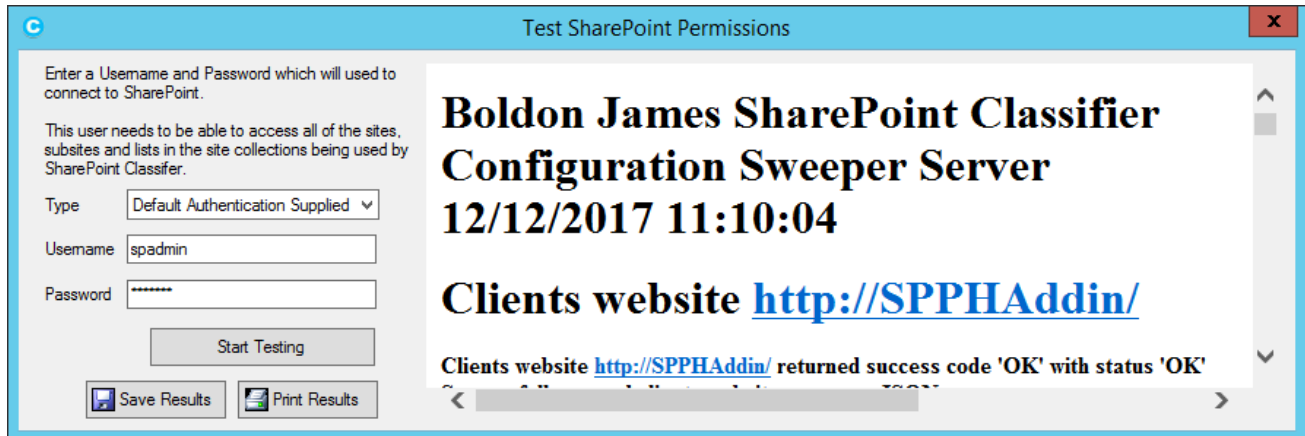 Test SharePoint Permissions
x
Enter a Username and Password which will used to
connect to SharePoint.
This user needs to be able to access all of the sites,
subsites and lists in the site collections being used by
SharePoint Classifer.
Type
Default Authentication Supplied
Username
spadmin
Password
*******
Start Testing
Save Results
Print Results
Boldon James SharePoint Classifier
Configuration Sweeper Server
12/12/2017 11:10:04
Clients website http://SPPHAddin/
Clients website http://SPPHAddin/ returned success code 'OK' with status 'OK'